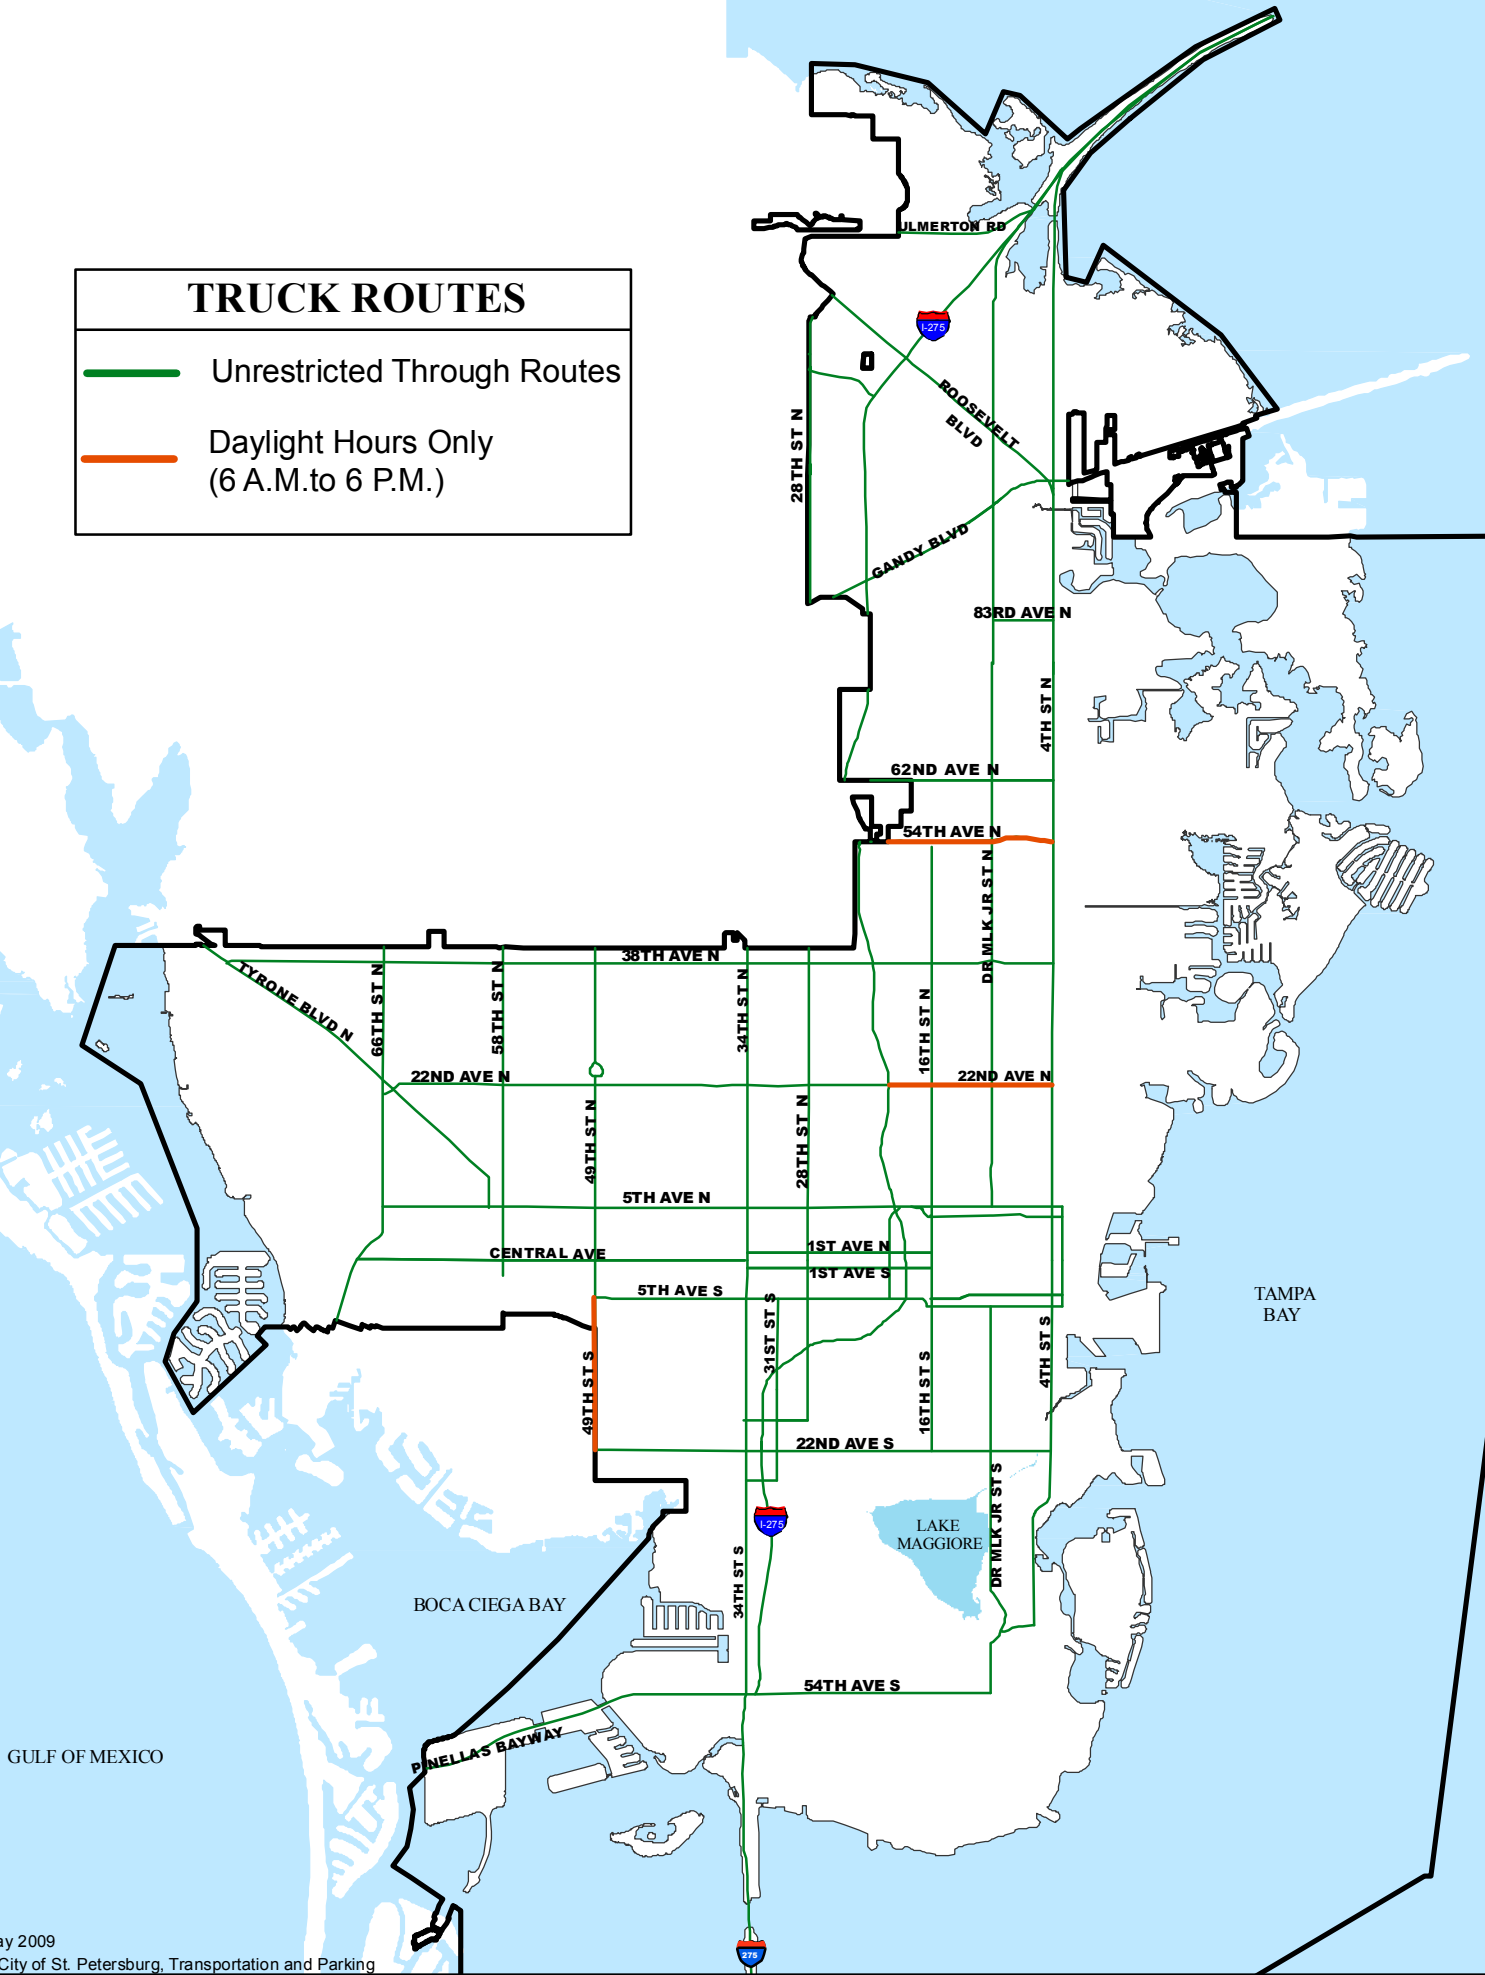 TRUCK ROUTES
Unrestricted Through Routes
Daylight Hours Only
(6 A.M.to 6 P.M.)
ULMERTON RD
I-275
ROOSEVELT
BLVD
28TH ST N
GANDY BLVD
83RD AVE N
4TH ST N
62ND AVE N
54TH AVE N
DR MLK JR ST N
38TH AVE N
TYRONE BLVD N
66TH ST N
58TH ST N
34TH ST N
16TH ST N
22ND AVE N
22ND AVE N
49TH ST N
28TH ST N
5TH AVE N
1ST AVE N
CENTRAL AVE
1ST AVE S
5TH AVE S
31ST ST S
TAMPA
BAY
49TH ST S
16TH ST S
4TH ST S
22ND AVE S
I-275
LAKE
MAGGIORE
DR MLK JR ST S
34TH ST S
BOCA CIEGA BAY
54TH AVE S
PINELLAS BAYWAY
GULF OF MEXICO
ay 2009
City of St. Petersburg, Transportation and Parking
275